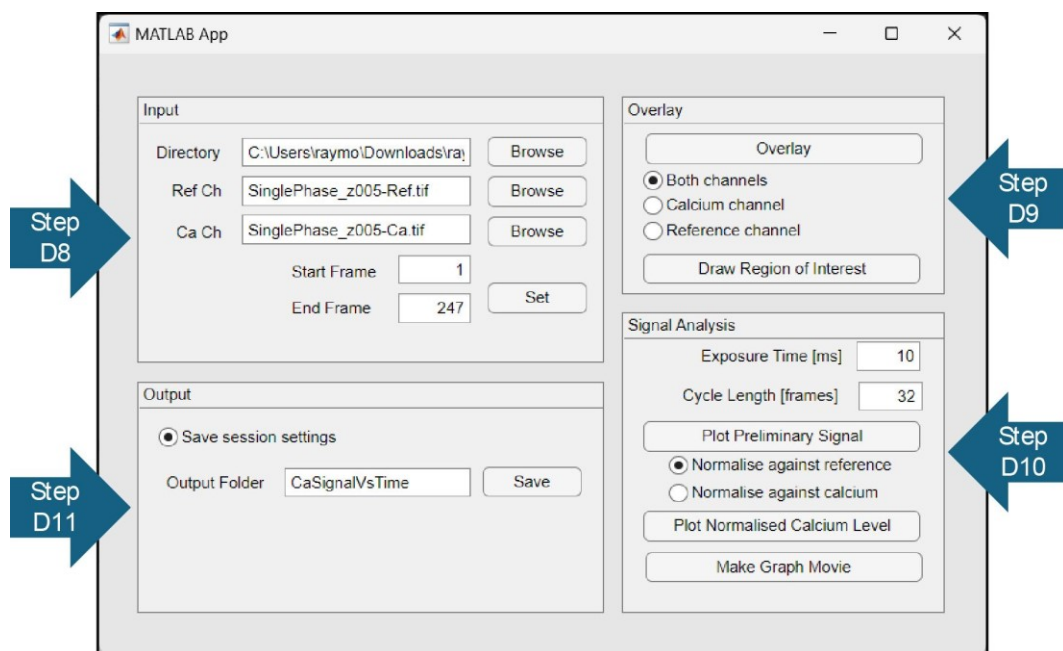 MATLAB App
Input
Directory C:\Users\raymo\Downloads\ray Browse
Ref Ch SinglePhase_z005-Ref.tif Browse
Ca Ch SinglePhase_z005-Ca.tif Browse
Start Frame 1
End Frame 247
Set
Step
D8
Output
Save session settings
Output Folder CaSignalVsTime Save
Step
D11
Overlay
Overlay
Both channels
Calcium channel
Reference channel
Draw Region of Interest
Step
D9
Signal Analysis
Exposure Time [ms] 10
Cycle Length [frames] 32
Plot Preliminary Signal
Normalise against reference
Normalise against calcium
Plot Normalised Calcium Level
Make Graph Movie
Step
D10